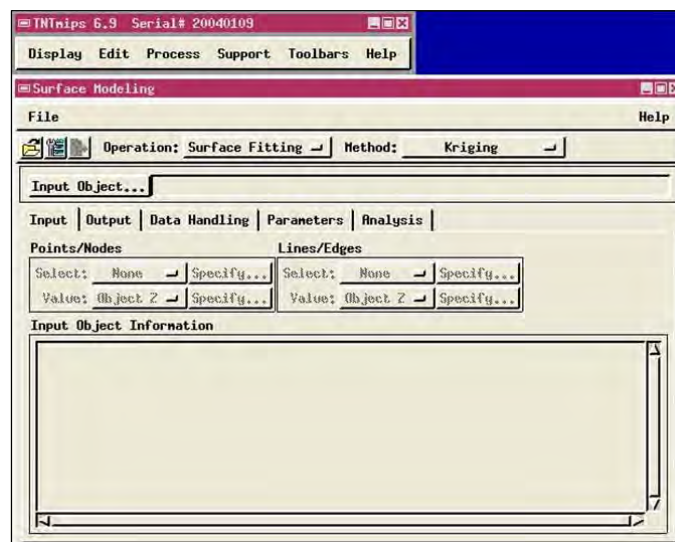 TNTmips 6.9 Serial# 20040109
Display Edit Process Support Toolbars Help
Surface Modeling
File Help
Operation: Surface Fitting Method: Kriging
Input Object...
Input Output Data Handling Parameters Analysis
Points/Nodes Lines/Edges
Select: None Specify... Select: None Specify...
Value: Object Z Specify... Value: Object Z Specify...
Input Object Information